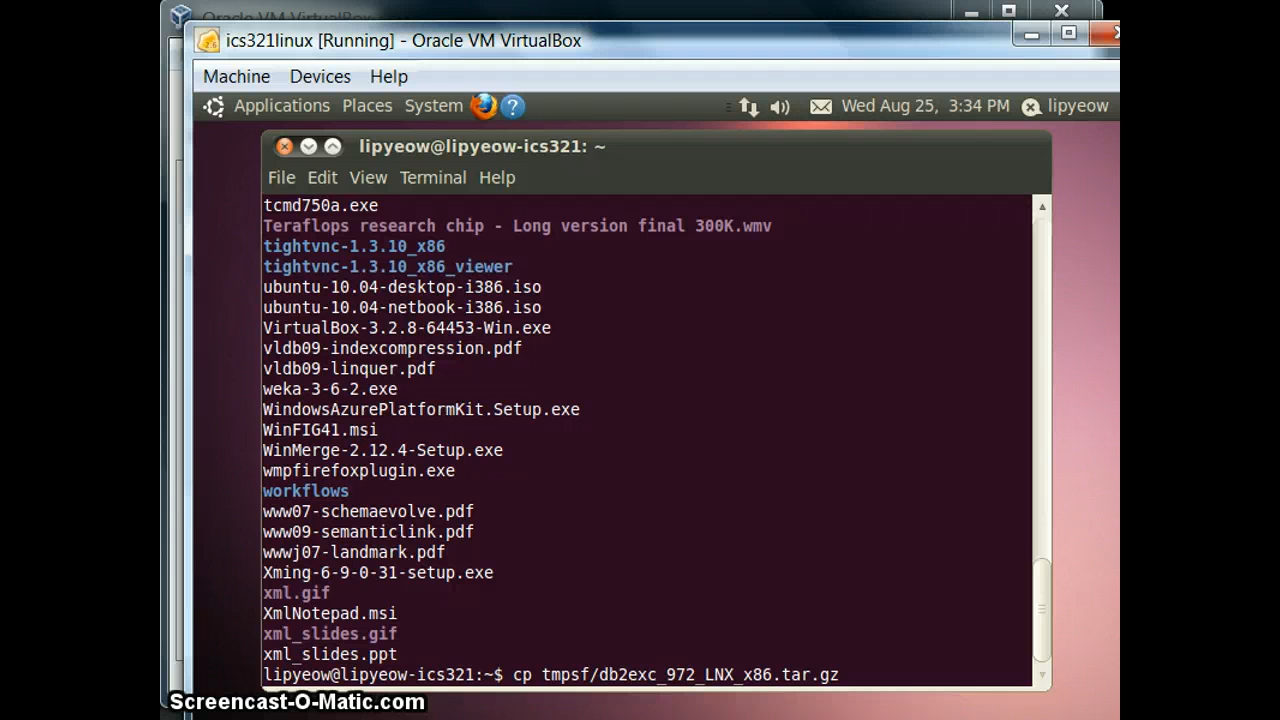 Oracle VM VirtualBox
ics321linux [Running] - Oracle VM VirtualBox
Machine Devices Help
Applications Places System Wed Aug 25, 3:34 PM lipyeow
lipyeow@lipyeow-ics321: ~
File Edit View Terminal Help
tcmd750a.exe
Teraflops research chip - Long version final 300K.wmv
tightvnc-1.3.10_x86
tightvnc-1.3.10_x86_viewer
ubuntu-10.04-desktop-i386.iso
ubuntu-10.04-netbook-i386.iso
VirtualBox-3.2.8-64453-Win.exe
vldb09-indexcompression.pdf
vldb09-linquer.pdf
weka-3-6-2.exe
WindowsAzurePlatformKit.Setup.exe
WinFIG41.msi
WinMerge-2.12.4-Setup.exe
wmpfirefoxplugin.exe
workflows
www07-schemaevolve.pdf
www09-semanticlink.pdf
wwwj07-landmark.pdf
Xming-6-9-0-31-setup.exe
xml.gif
XmlNotepad.msi
xml_slides.gif
xml_slides.ppt
lipyeow@lipyeow-ics321:~$ cp tmpsf/db2exc_972_LNX_x86.tar.gz
Screencast-O-Matic.com